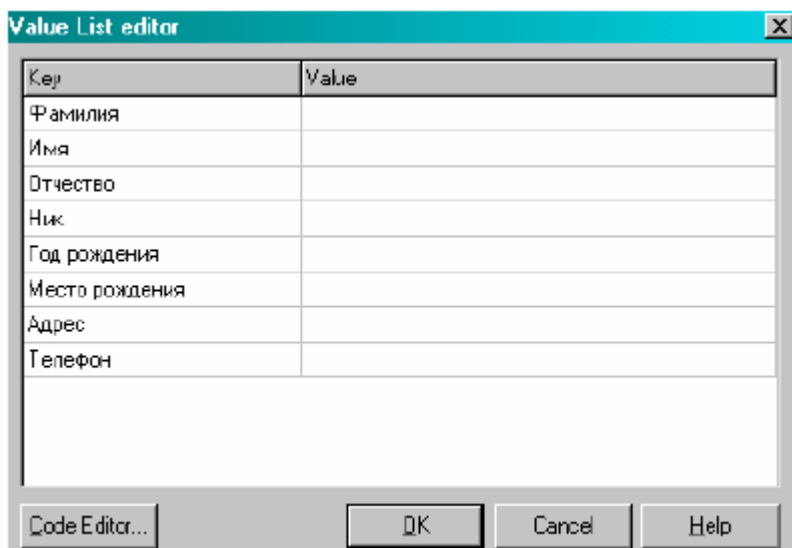 Value List editor
Key Value
Фамилия
Имя
Отчество
Ник
Год рождения
Место рождения
Адрес
Телефон
Code Editor... OK Cancel Help